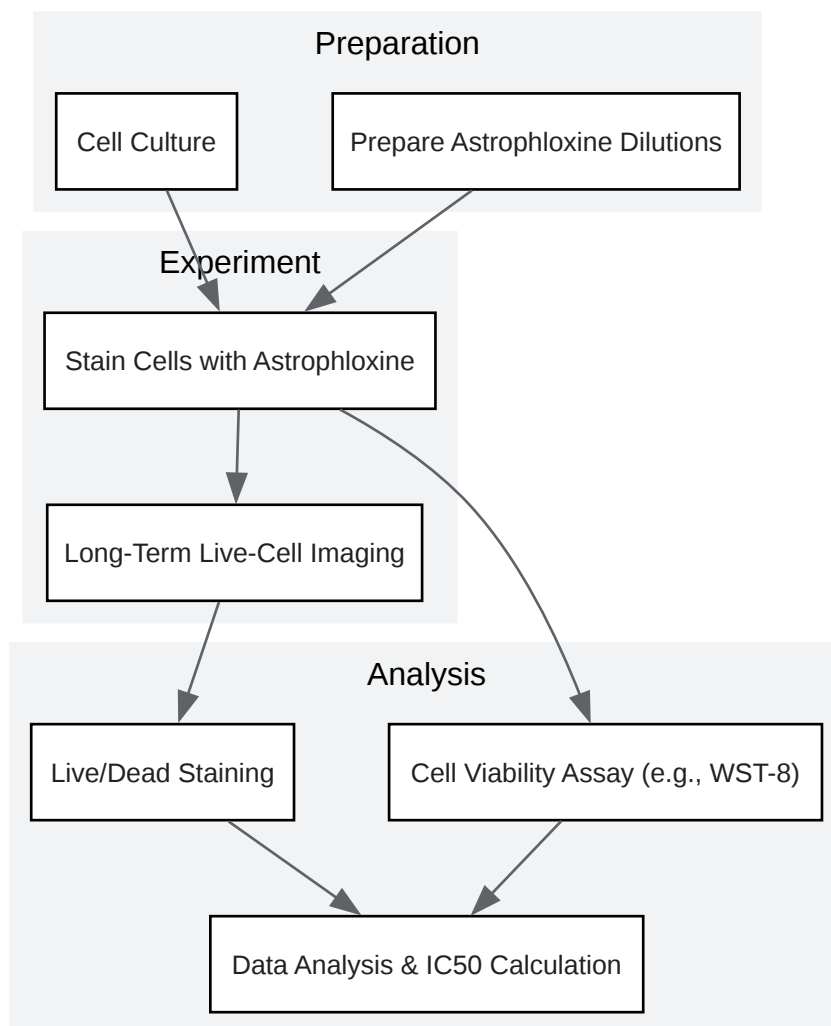 Preparation
Cell Culture
Prepare Astrophloxine Dilutions
Experiment
Stain Cells with Astrophloxine
Long-Term Live-Cell Imaging
Analysis
Live/Dead Staining
Cell Viability Assay (e.g., WST-8)
Data Analysis & IC50 Calculation